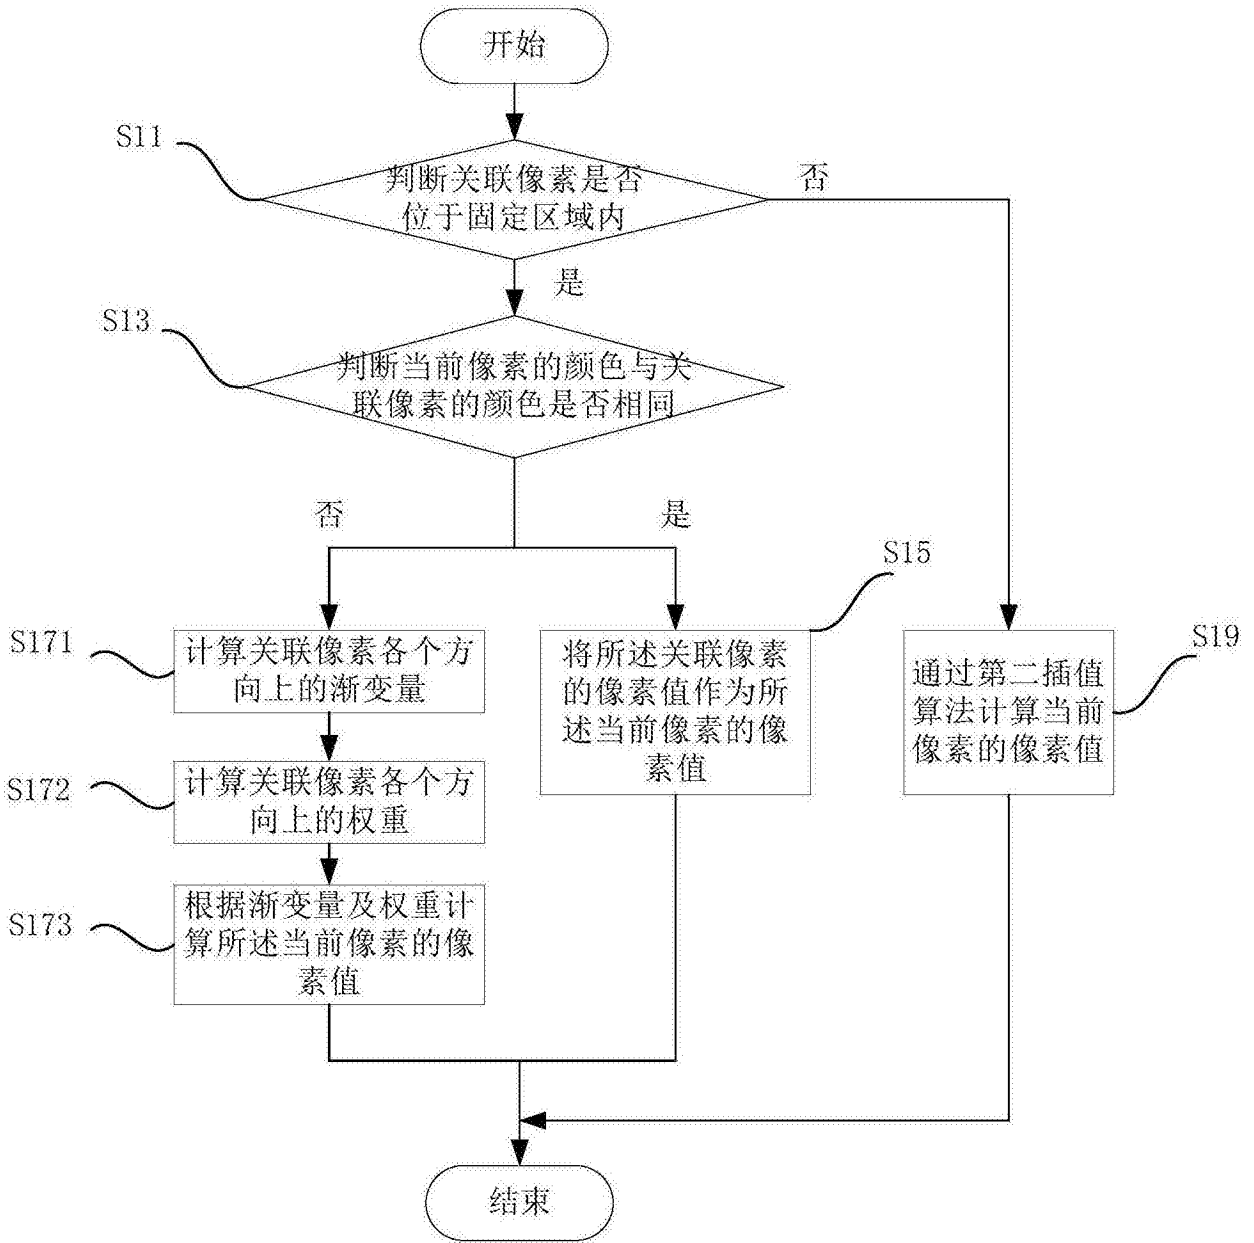 开始
S11
判断关联像素是否
位于固定区域内
否
是
S13
判断当前像素的颜色与关
联像素的颜色是否相同
否
是
S15
S171
计算关联像素各个方
向上的渐变量
将所述关联像素
的像素值作为所
述当前像素的像
素值
S19
通过第二插值
算法计算当前
像素的像素值
S172
计算关联像素各个方
向上的权重
S173
根据渐变量及权重计
算所述当前像素的像
素值
结束